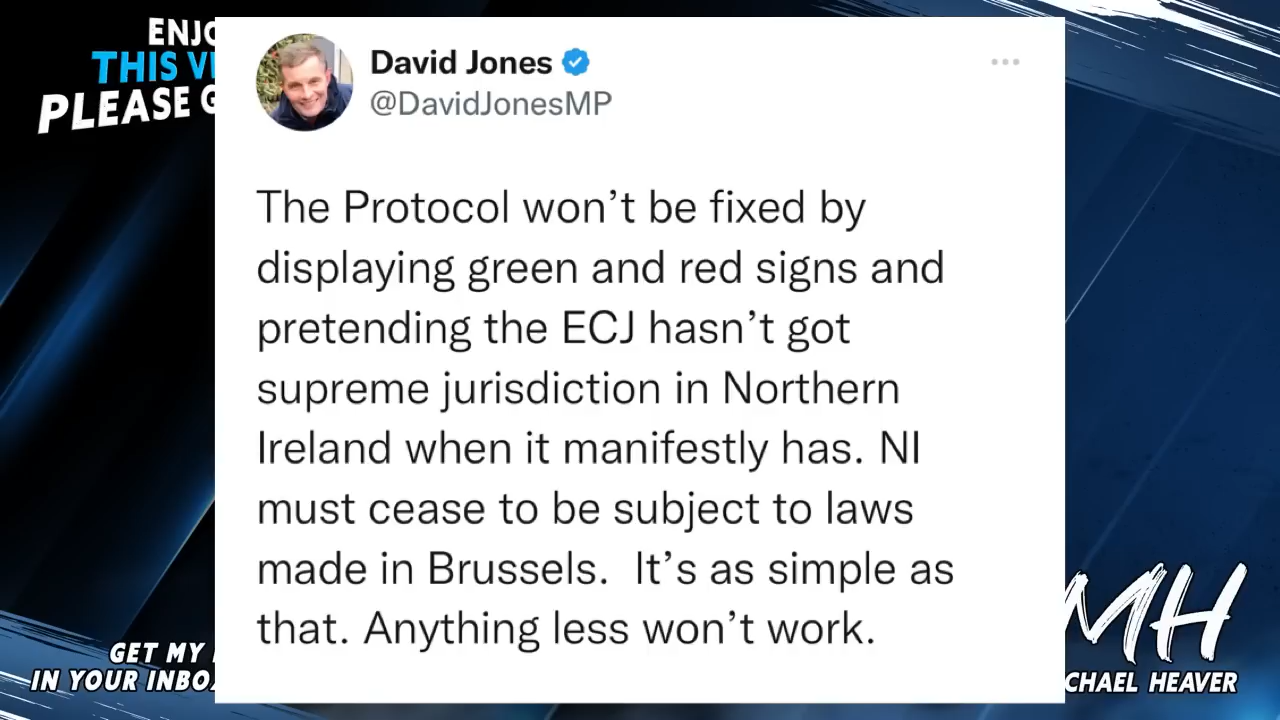 ENJO
THIS VI
PLEASE G
David Jones
@DavidJonesMP
The Protocol won’t be fixed by
displaying green and red signs and
pretending the ECJ hasn’t got
supreme jurisdiction in Northern
Ireland when it manifestly has. NI
must cease to be subject to laws
made in Brussels.  It’s as simple as
that. Anything less won’t work.
GET MY
IN YOUR INBO
MH
CHAEL HEAVER